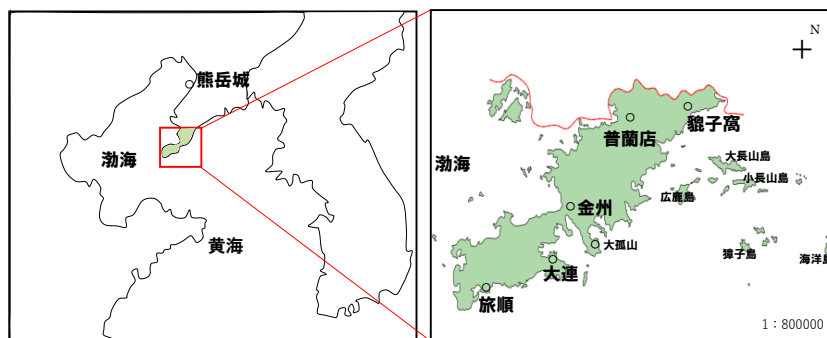 熊岳城
渤海
黄海
N
貔子窩
普蘭店
渤海
大長山島
小長山島
広鹿島
金州
大孤山
獐子島
海洋島
大連
旅順
1：800000